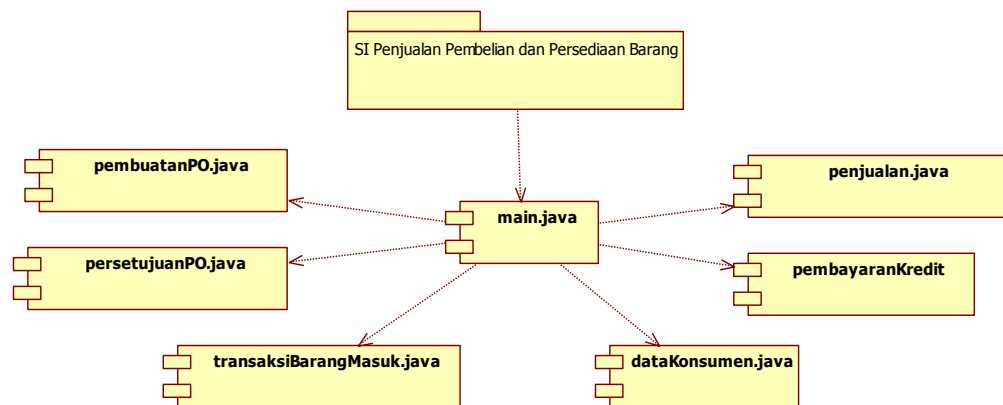 SI Penjualan Pembelian dan Persediaan Barang
pembuatanPO.java
penjualan.java
main.java
persetujuanPO.java
pembayaranKredit
transaksiBarangMasuk.java
dataKonsumen.java